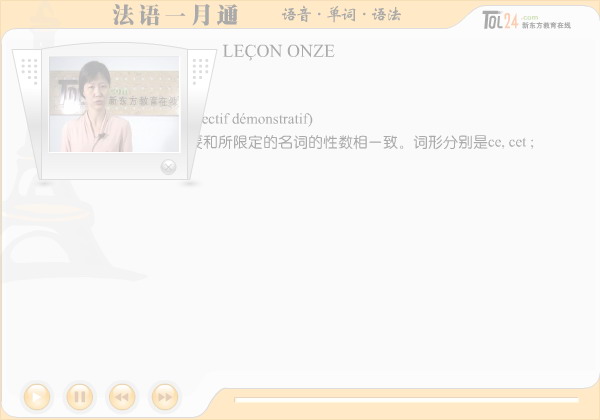 法语一月通
语音·单词·语法
TOL24.com
新东方教育在线
LEÇON ONZE
ectif démonstratif)
和所限定的名词的性数相一致。词形分别是ce, cet ;
新东方教育在线